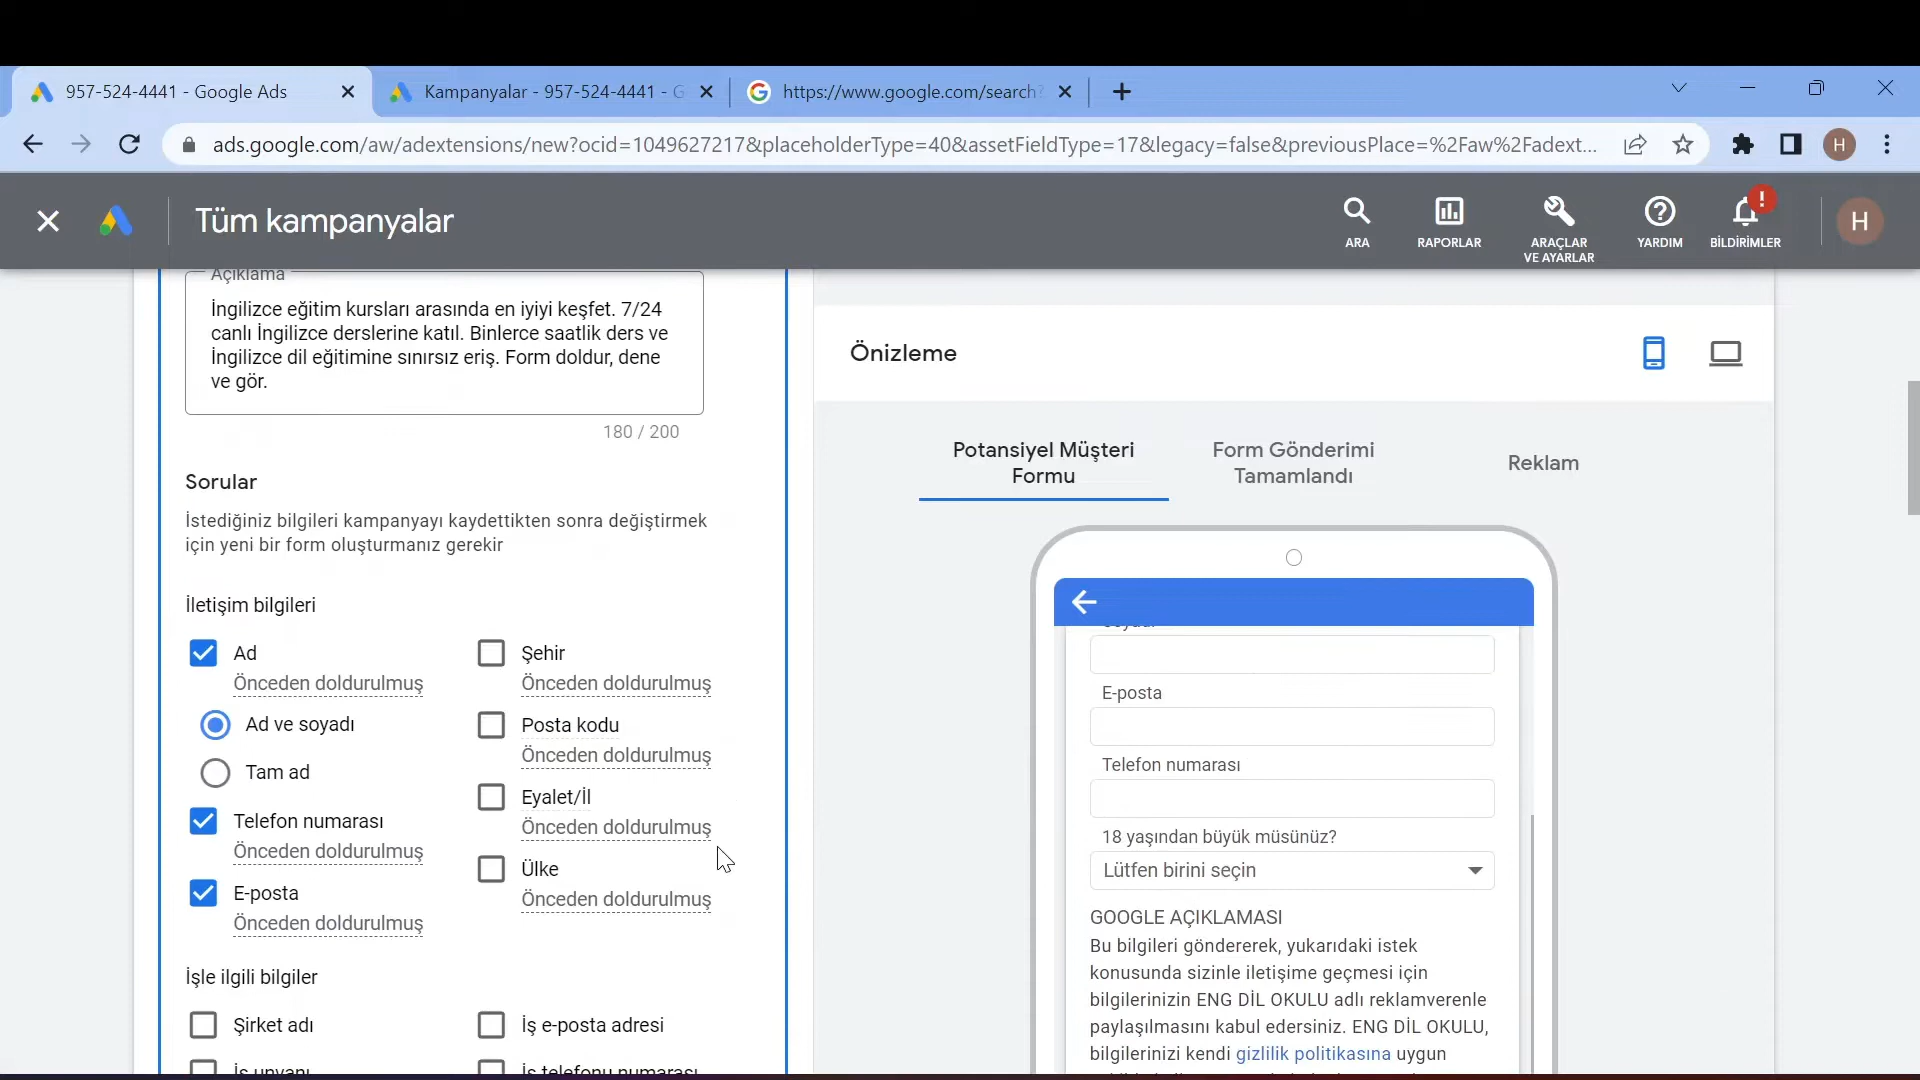 957-524-4441 - Google Ads
Kampanyalar - 957-524-4441 - G
https://www.google.com/search?
ads.google.com/aw/adextensions/new?ocid=1049627217&placeholderType=40&assetFieldType=17&legacy=false&previousPlace=%2Faw%2Fadext...
H
Tüm kampanyalar
ARA
RAPORLAR
ARAÇLAR
VE AYARLAR
YARDIM
!
BİLDİRİMLER
H
Açıklama
İngilizce eğitim kursları arasında en iyiyi keşfet. 7/24
canlı İngilizce derslerine katıl. Binlerce saatlik ders ve
İngilizce dil eğitimine sınırsız eriş. Form doldur, dene
ve gör.
180 / 200
Sorular
İstediğiniz bilgileri kampanyayı kaydettikten sonra değiştirmek
için yeni bir form oluşturmanız gerekir
İletişim bilgileri
Ad
Önceden doldurulmuş
Ad ve soyadı
Tam ad
Telefon numarası
Önceden doldurulmuş
E-posta
Önceden doldurulmuş
Şehir
Önceden doldurulmuş
Posta kodu
Önceden doldurulmuş
Eyalet/İl
Önceden doldurulmuş
Ülke
Önceden doldurulmuş
İşle ilgili bilgiler
Şirket adı
İş e-posta adresi
İş unvanı
İş telefonu numarası
Önizleme
Potansiyel Müşteri
Formu
Form Gönderimi
Tamamlandı
Reklam
E-posta
Telefon numarası
18 yaşından büyük müsünüz?
Lütfen birini seçin
GOOGLE AÇIKLAMASI
Bu bilgileri göndererek, yukarıdaki istek
konusunda sizinle iletişime geçmesi için
bilgilerinizin ENG DİL OKULU adlı reklamverenle
paylaşılmasını kabul edersiniz. ENG DİL OKULU,
bilgilerinizi kendi gizlilik politikasına uygun